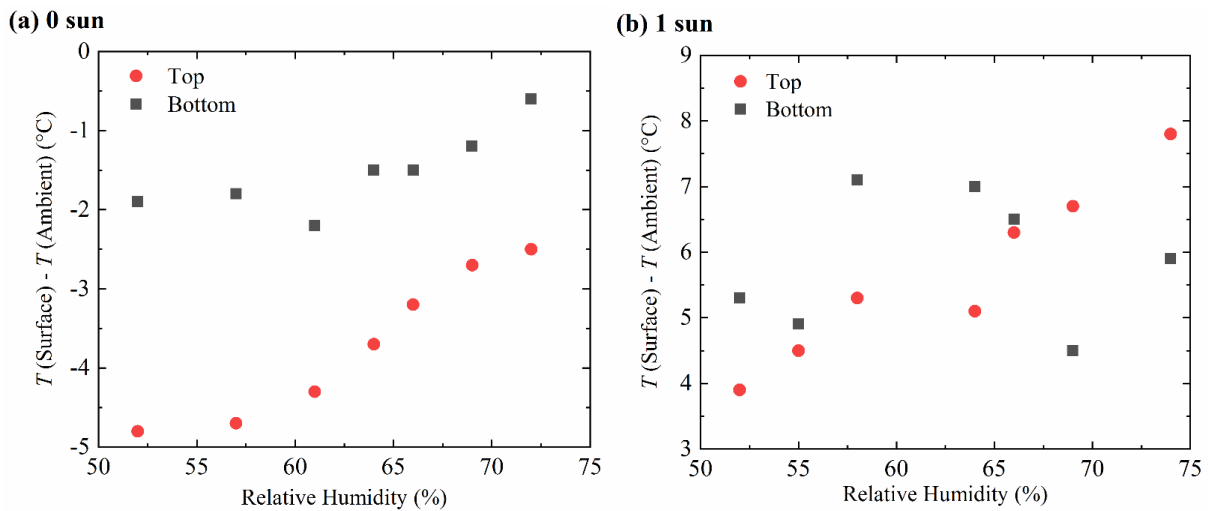 (a) 0 sun
0
-1
-2
-3
-4
-5
50
55
60
65
70
75
Top
Bottom
T (Surface) - T (Ambient) (°C)
Relative Humidity (%)
(b) 1 sun
9
8
7
6
5
4
3
50
55
60
65
70
75
Top
Bottom
T (Surface) - T (Ambient) (°C)
Relative Humidity (%)